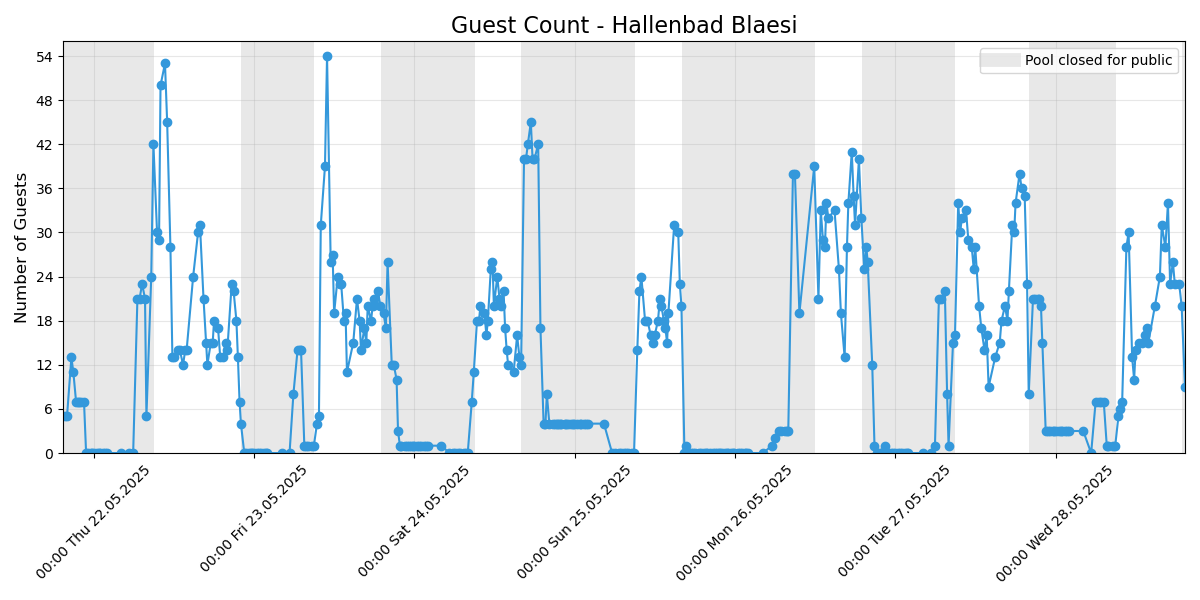 Guest Count - Hallenbad Blaesi
Pool closed for public
Number of Guests
54
48
42
36
30
24
18
12
6
0
00:00 Thu 22.05.2025
00:00 Fri 23.05.2025
00:00 Sat 24.05.2025
00:00 Sun 25.05.2025
00:00 Mon 26.05.2025
00:00 Tue 27.05.2025
00:00 Wed 28.05.2025